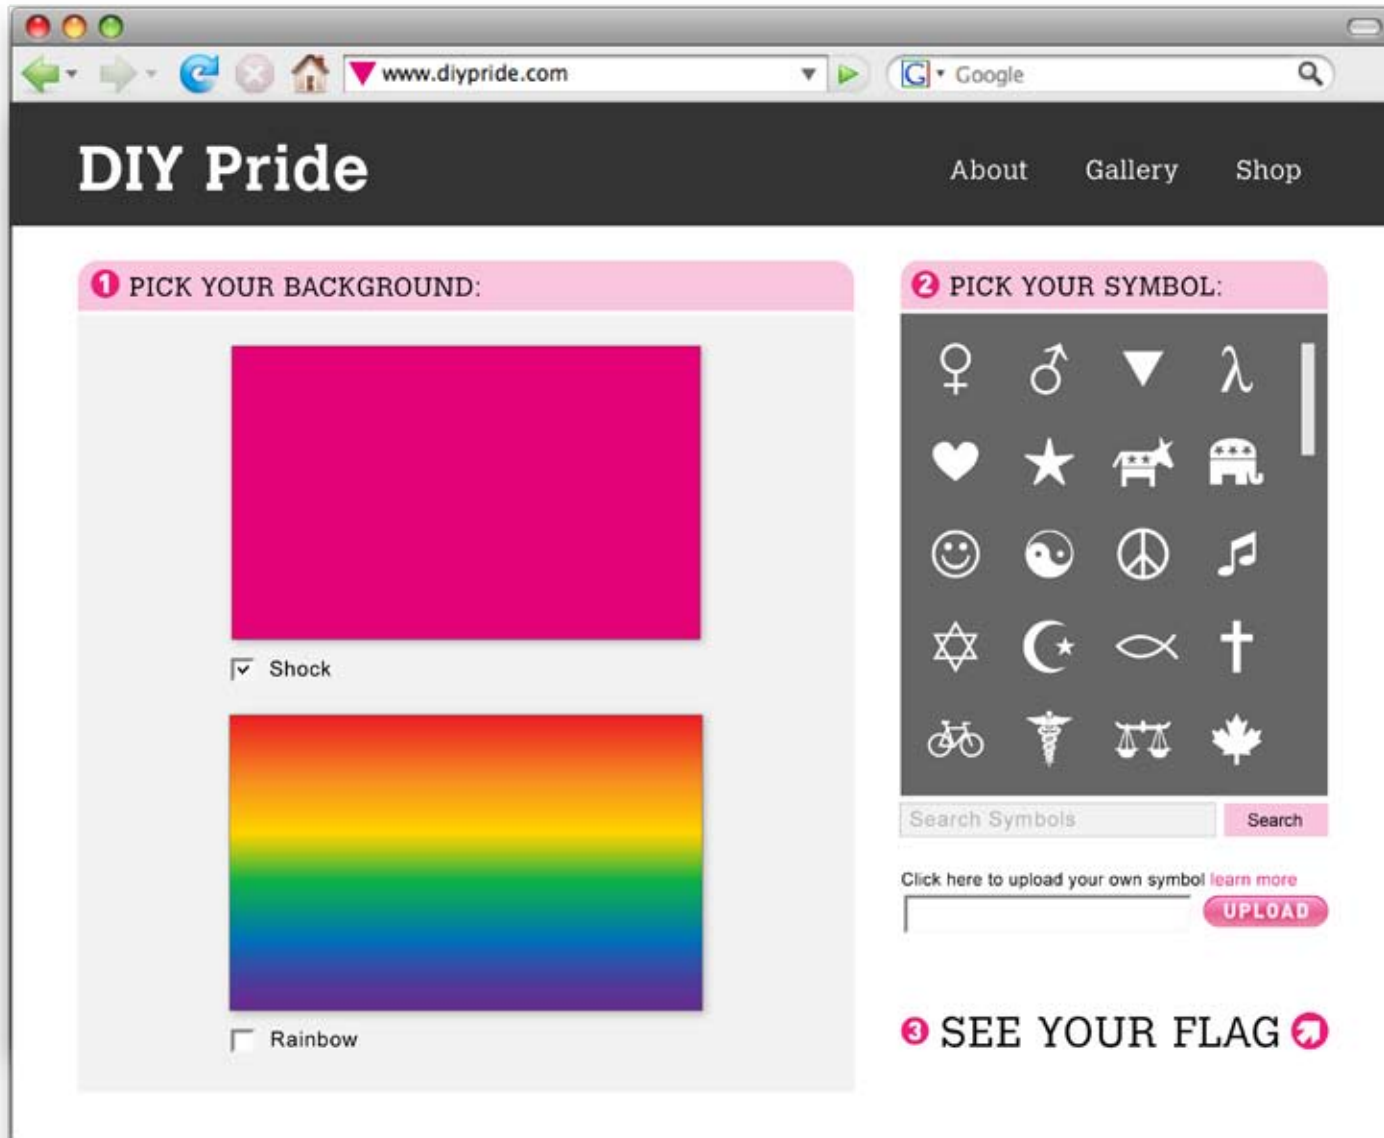 www.diypride.com
Google
DIY Pride
About Gallery Shop
1 PICK YOUR BACKGROUND:
Shock
Rainbow
2 PICK YOUR SYMBOL:
λ
Search Symbols Search
Click here to upload your own symbol learn more
UPLOAD
3 SEE YOUR FLAG